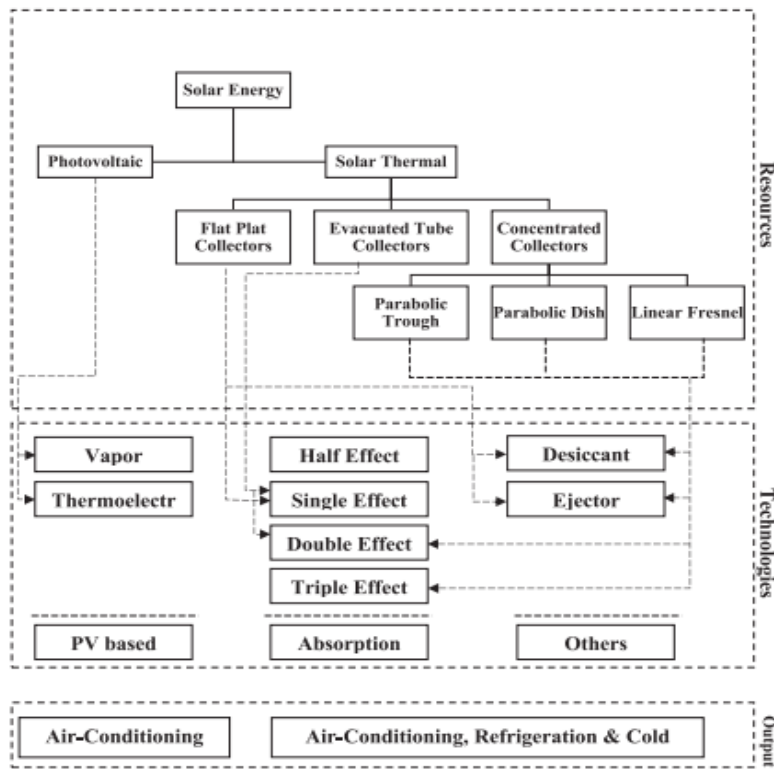 Solar Energy
Photovoltaic
Solar Thermal
Flat Plat
Collectors
Evacuated Tube
Collectors
Concentrated
Collectors
Parabolic
Trough
Parabolic Dish
Linear Fresnel
Resources
Vapor
Half Effect
Desiccant
Thermoelectr
Single Effect
Ejector
Double Effect
Triple Effect
PV based
Absorption
Others
Technologies
Air-Conditioning
Air-Conditioning, Refrigeration & Cold
Output